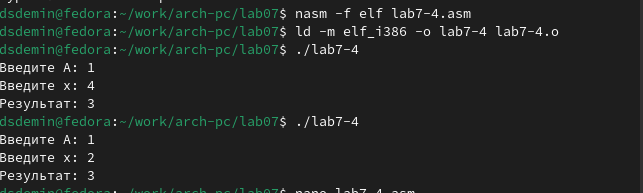 dsdemin@fedora:~/work/arch-pc/lab07$ nasm -f elf lab7-4.asm
dsdemin@fedora:~/work/arch-pc/lab07$ ld -m elf_i386 -o lab7-4 lab7-4.o
dsdemin@fedora:~/work/arch-pc/lab07$ ./lab7-4
Введите A: 1
Введите x: 4
Результат: 3
dsdemin@fedora:~/work/arch-pc/lab07$ ./lab7-4
Введите A: 1
Введите x: 2
Результат: 3
dsdemin@fedora:~/work/arch-pc/lab07$ nano lab7-4.asm